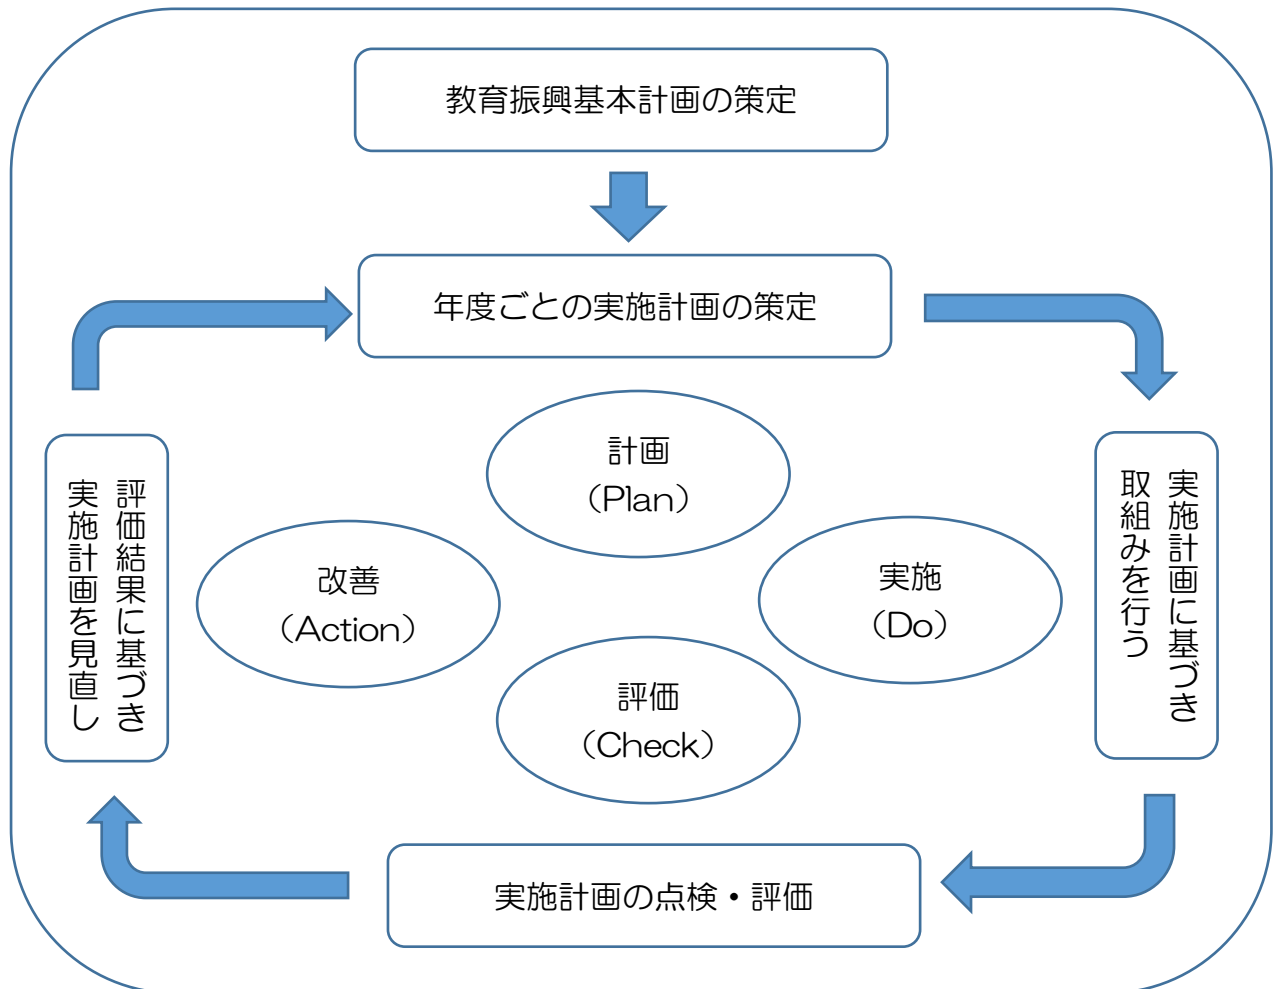 教育振興基本計画の策定
年度ごとの実施計画の策定
計画
（Plan）
実施
（Do）
評価
（Check）
改善
（Action）
実施計画に基づき
取組みを行う
実施計画の点検・評価
評価結果に基づき
実施計画を見直し